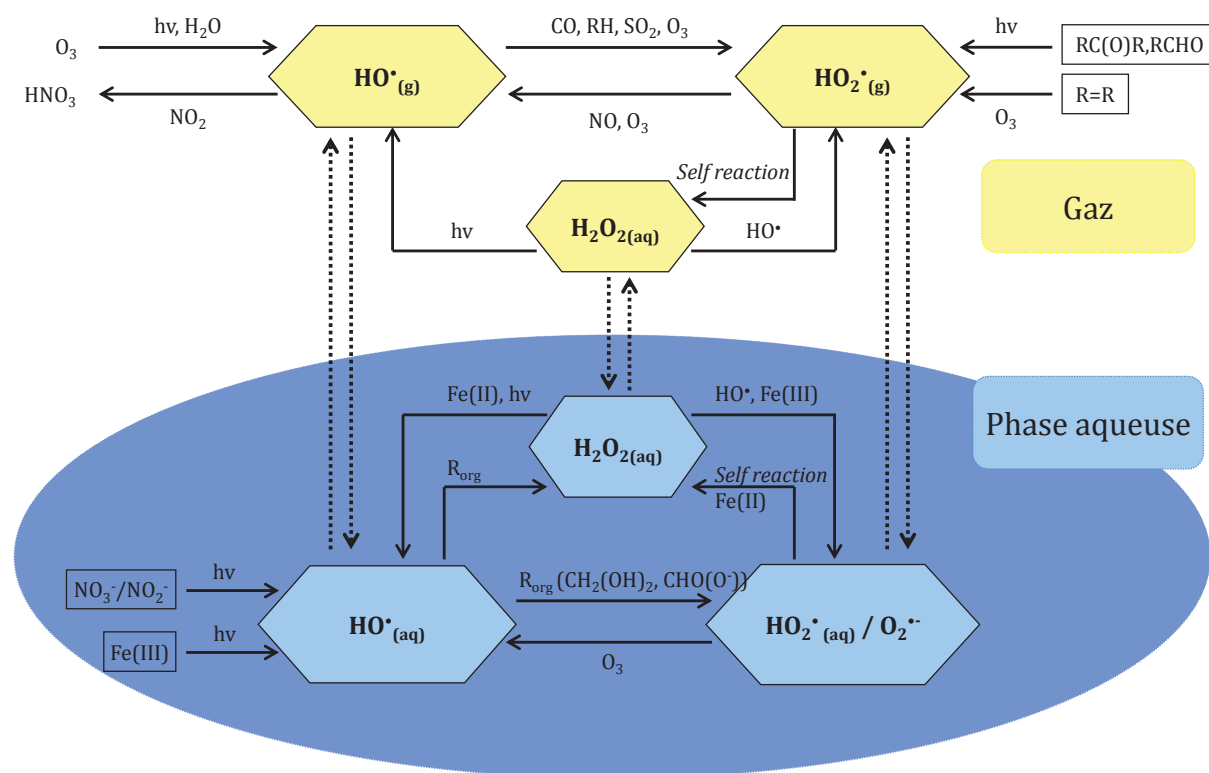 hv, H₂O
CO, RH, SO₂, O₃
hv
O₃
HO•(g)
HO₂•(g)
RC(O)R,RCHO
HNO₃
R=R
NO₂
NO, O₃
O₃
Self reaction
Gaz
hv
H₂O₂(aq)
HO•
Fe(II), hv
HO•, Fe(III)
Phase aqueuse
H₂O₂(aq)
R_org
Self reaction
Fe(II)
hv
NO₃⁻/NO₂⁻
R_org (CH₂(OH)₂, CHO(O⁻))
HO•(aq)
HO₂•(aq) / O₂•⁻
hv
Fe(III)
O₃